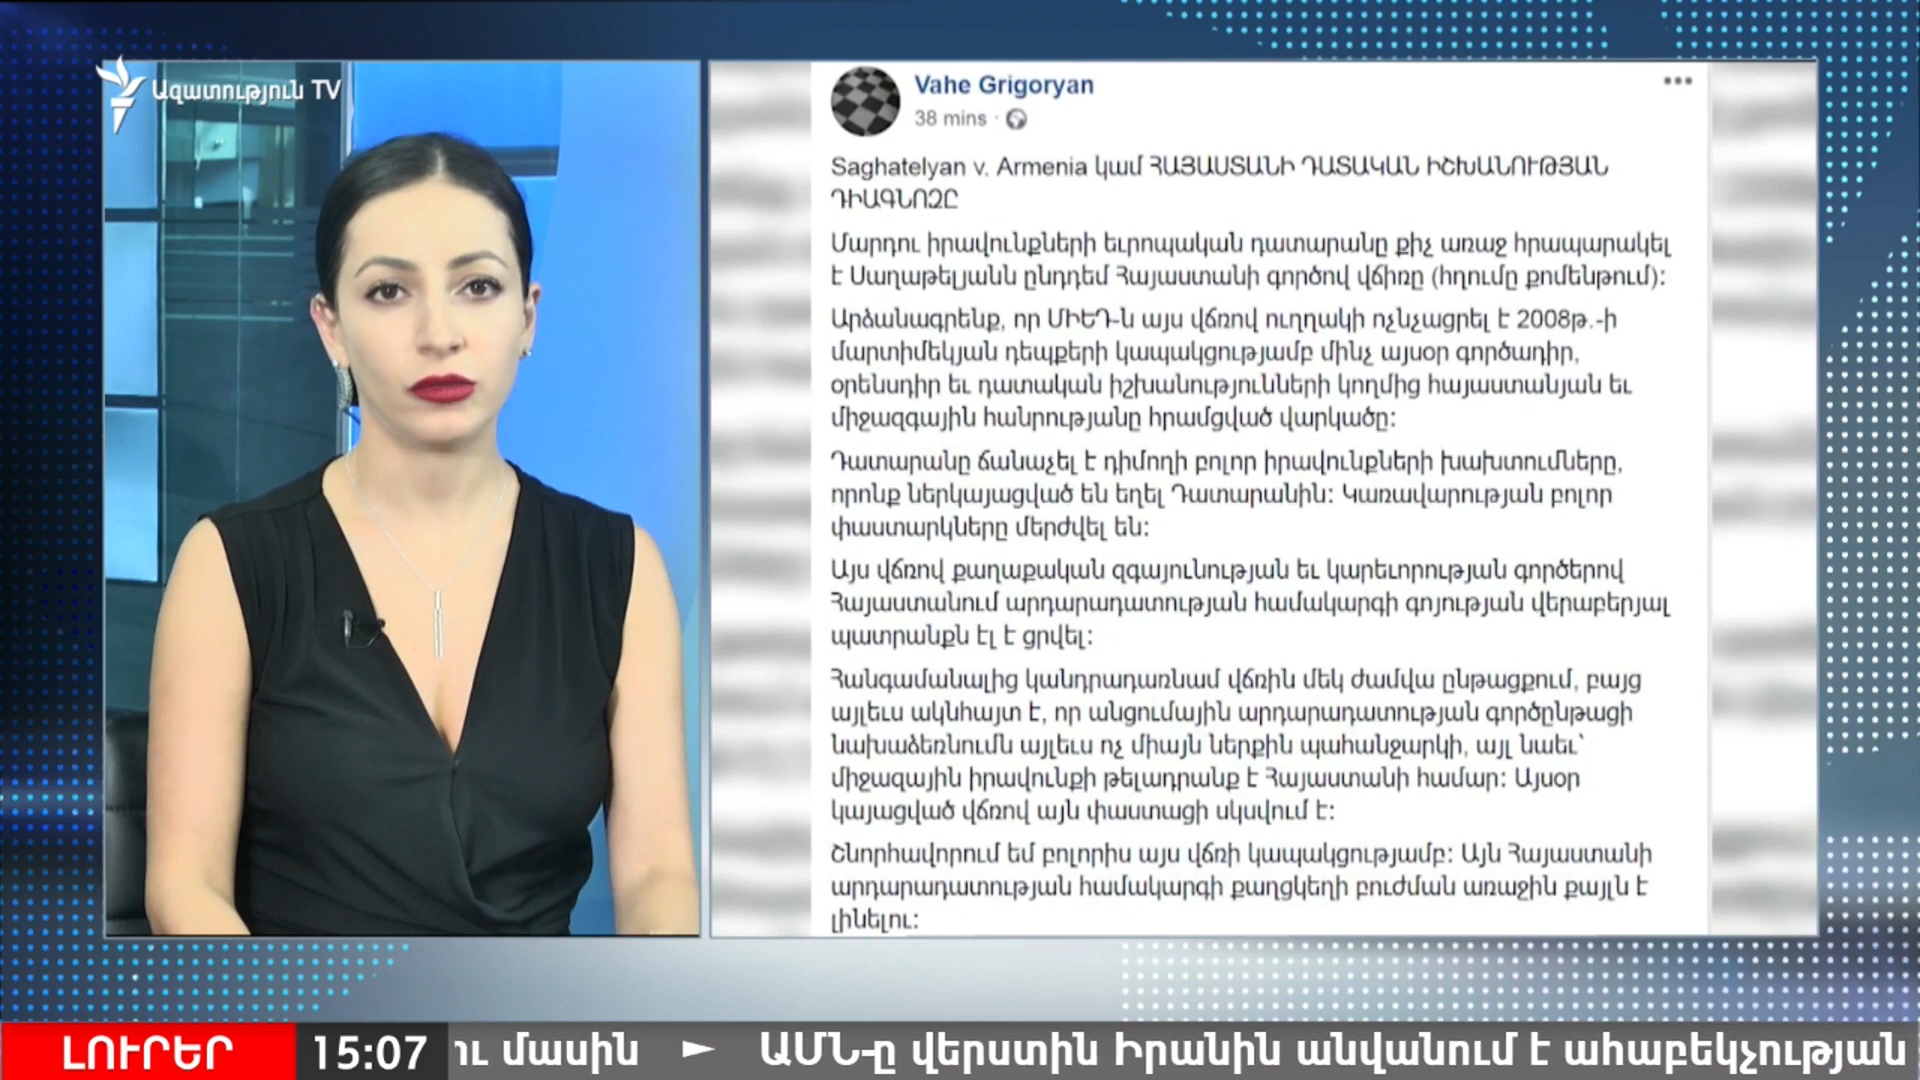 Ազատություն TV
Vahe Grigoryan
38 mins ·
Saghatelyan v. Armenia կամ ՀԱՅԱՍՏԱՆԻ ԴԱՏԱԿԱՆ ԻՇԽԱՆՈՒԹՅԱՆ
ԴԻԱԳՆՈԶԸ
Մարդու իրավունքների եւրոպական դատարանը քիչ առաջ հրապարակել
է Սաղաթելյանն ընդդեմ Հայաստանի գործով վճիռը (հղումը քոմենթում):
Արձանագրենք, որ ՄԻԵԴ-ն այս վճռով ուղղակի ոչնչացրել է 2008թ.-ի
մարտիմեկյան դեպքերի կապակցությամբ մինչ այսօր գործադիր,
օրենսդիր եւ դատական իշխանությունների կողմից հայաստանյան եւ
միջազգային հանրությանը հրամցված վարկածը:
Դատարանը ճանաչել է դիմողի բոլոր իրավունքների խախտումները,
որոնք ներկայացված են եղել Դատարանին: Կառավարության բոլոր
փաստարկները մերժվել են:
Այս վճռով քաղաքական զգայունության եւ կարեւորության գործերով
Հայաստանում արդարադատության համակարգի գոյության վերաբերյալ
պատրանքն էլ է ցրվել:
Հանգամանալից կանդրադառնամ վճռին մեկ ժամվա ընթացքում, բայց
այլեւս ակնհայտ է, որ անցումային արդարադատության գործընթացի
նախաձեռնումն այլեւս ոչ միայն ներքին պահանջարկի, այլ նաեւ՝
միջազային իրավունքի թելադրանք է Հայաստանի համար: Այսօր
կայացված վճռով այն փաստացի սկսվում է:
Շնորհավորում եմ բոլորիս այս վճռի կապակցությամբ: Այն Հայաստանի
արդարադատության համակարգի քաղցկեղի բուժման առաջին քայլն է
լինելու:
ԼՈՒՐԵՐ 15:07 ու մասին ► ԱՄՆ-ը վերստին Իրանին անվանում է ահաբեկչության